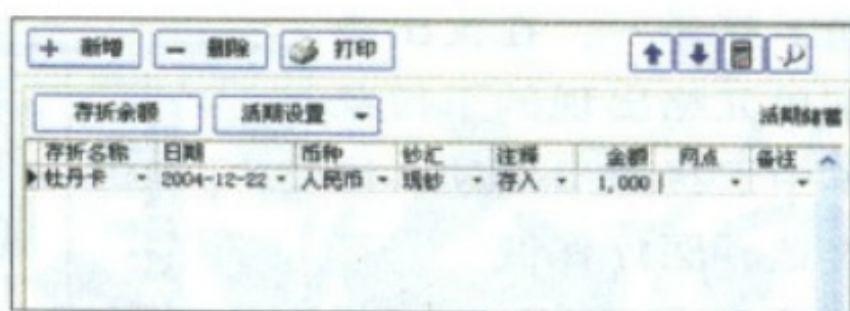 + 新增 - 删除 打印
存折余额 活期设置 活期储蓄
存折名称 日期 币种 钞汇 注释 金额 网点 备注
牡丹卡 2004-12-22 人民币 现钞 存入 1,000